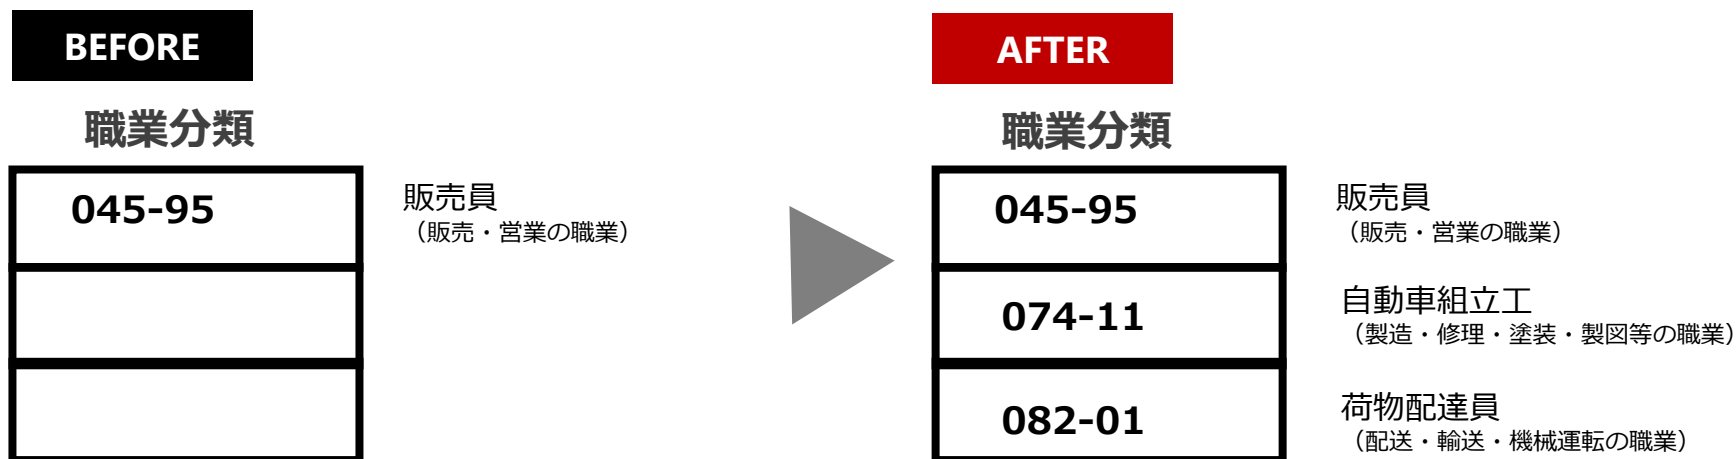 BEFORE
職業分類
045-95
販売員
（販売・営業の職業）
AFTER
職業分類
045-95
販売員
（販売・営業の職業）
074-11
自動車組立工
（製造・修理・塗装・製図等の職業）
082-01
荷物配達員
（配送・輸送・機械運転の職業）